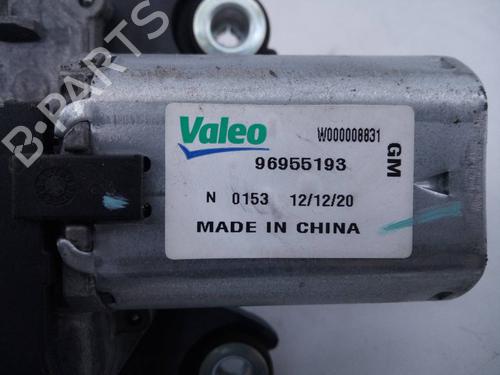 B-PARTS
Valeo
W000008831
GM
96955193
N 0153 12/12/20
MADE IN CHINA